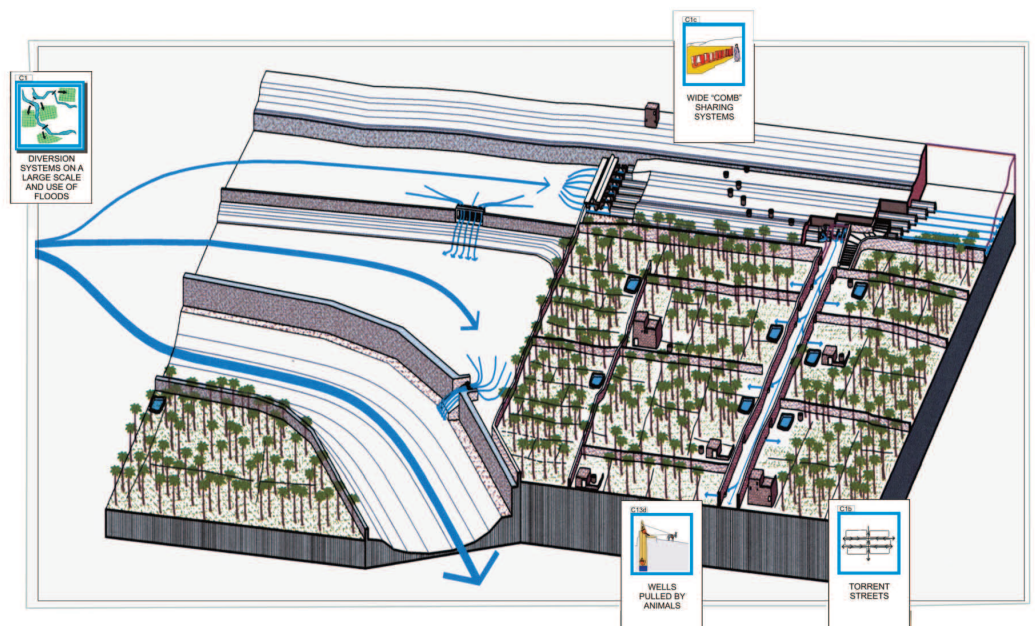 C1
DIVERSION
SYSTEMS ON A
LARGE SCALE
AND USE OF
FLOODS
C1c
WIDE "COMB"
SHARING
SYSTEMS
C13d
WELLS
PULLED BY
ANIMALS
C1b
TORRENT
STREETS